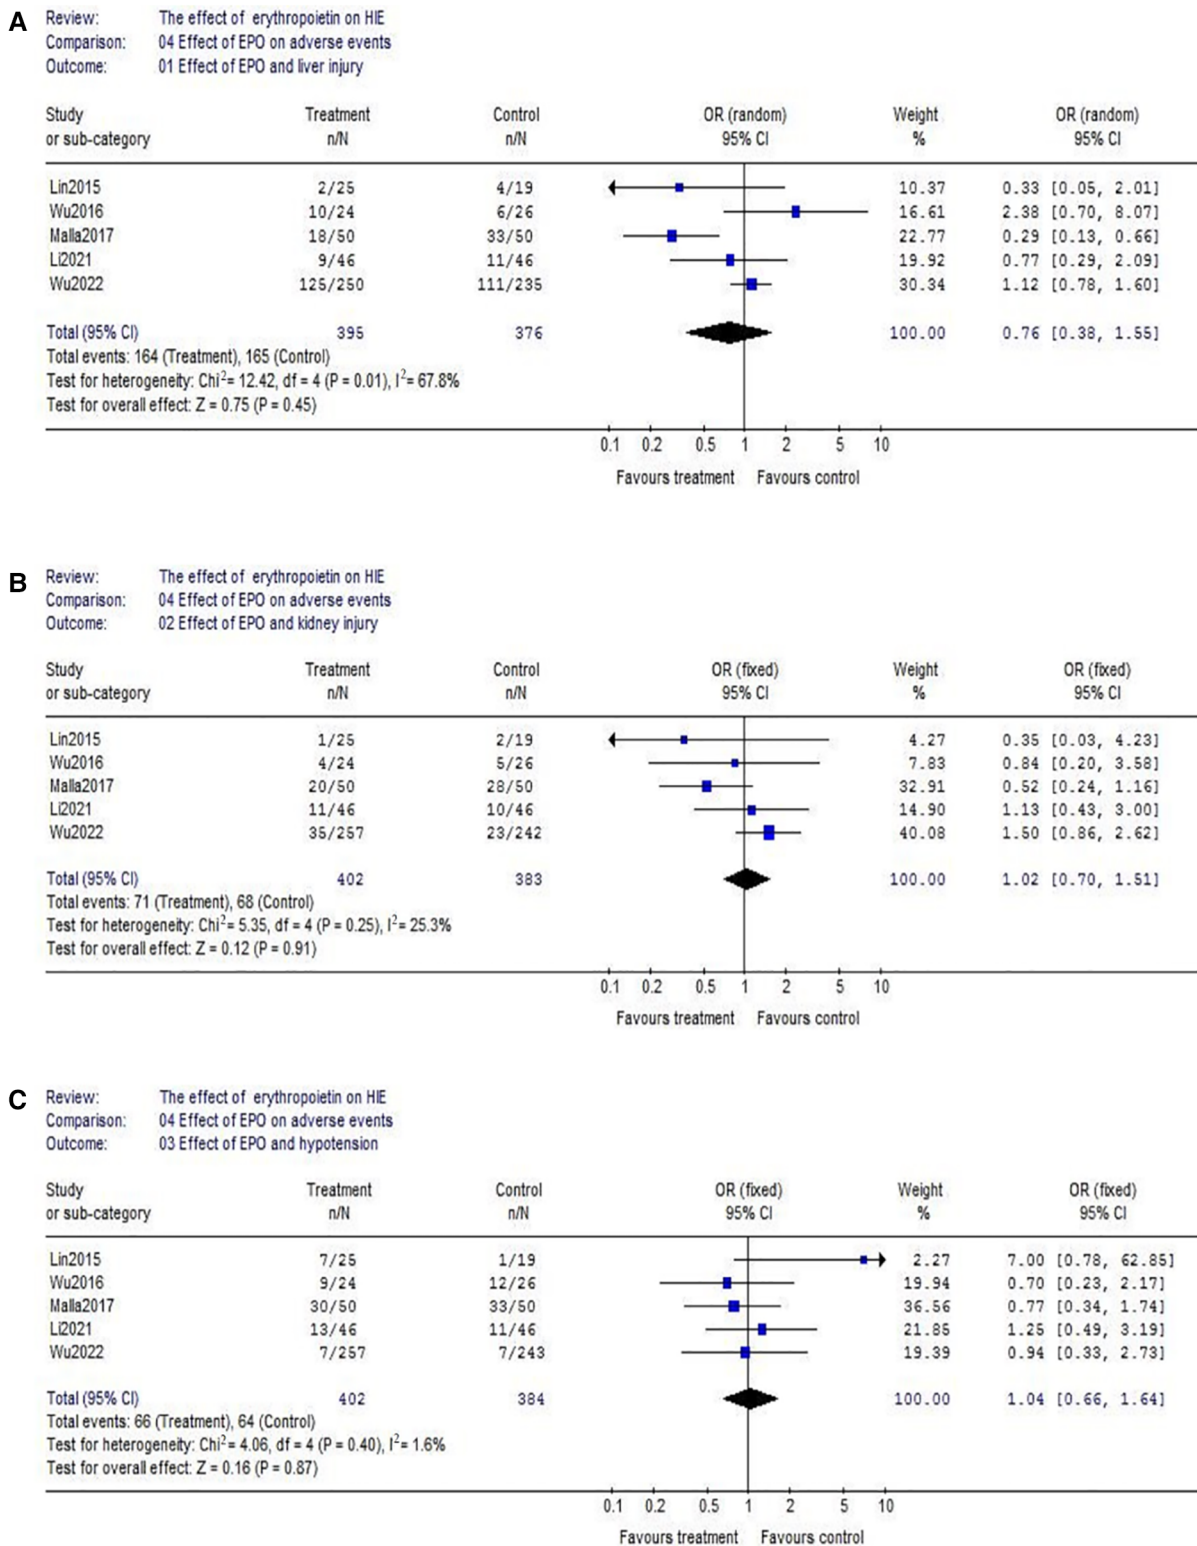 A
Review: The effect of erythropoietin on HIE
Comparison: 04 Effect of EPO on adverse events
Outcome: 01 Effect of EPO and liver injury
Study Treatment Control OR (random) Weight OR (random)
or sub-category n/N n/N 95% CI % 95% CI
Lin2015 2/25 4/19 10.37 0.33 [0.05, 2.01]
Wu2016 10/24 6/26 16.61 2.38 [0.70, 8.07]
Malla2017 18/50 33/50 22.77 0.29 [0.13, 0.66]
Li2021 9/46 11/46 19.92 0.77 [0.29, 2.09]
Wu2022 125/250 111/235 30.34 1.12 [0.78, 1.60]
Total (95% CI) 395 376 100.00 0.76 [0.38, 1.55]
Total events: 164 (Treatment), 165 (Control)
Test for heterogeneity: Chi²= 12.42, df = 4 (P = 0.01), I²= 67.8%
Test for overall effect: Z = 0.75 (P = 0.45)
0.1 0.2 0.5 1 2 5 10
Favours treatment Favours control
B
Review: The effect of erythropoietin on HIE
Comparison: 04 Effect of EPO on adverse events
Outcome: 02 Effect of EPO and kidney injury
Study Treatment Control OR (fixed) Weight OR (fixed)
or sub-category n/N n/N 95% CI % 95% CI
Lin2015 1/25 2/19 4.27 0.35 [0.03, 4.23]
Wu2016 4/24 5/26 7.83 0.84 [0.20, 3.58]
Malla2017 20/50 28/50 32.91 0.52 [0.24, 1.16]
Li2021 11/46 10/46 14.90 1.13 [0.43, 3.00]
Wu2022 35/257 23/242 40.08 1.50 [0.86, 2.62]
Total (95% CI) 402 383 100.00 1.02 [0.70, 1.51]
Total events: 71 (Treatment), 68 (Control)
Test for heterogeneity: Chi²= 5.35, df = 4 (P = 0.25), I²= 25.3%
Test for overall effect: Z = 0.12 (P = 0.91)
0.1 0.2 0.5 1 2 5 10
Favours treatment Favours control
C
Review: The effect of erythropoietin on HIE
Comparison: 04 Effect of EPO on adverse events
Outcome: 03 Effect of EPO and hypotension
Study Treatment Control OR (fixed) Weight OR (fixed)
or sub-category n/N n/N 95% CI % 95% CI
Lin2015 7/25 1/19 2.27 7.00 [0.78, 62.85]
Wu2016 9/24 12/26 19.94 0.70 [0.23, 2.17]
Malla2017 30/50 33/50 36.56 0.77 [0.34, 1.74]
Li2021 13/46 11/46 21.85 1.25 [0.49, 3.19]
Wu2022 7/257 7/243 19.39 0.94 [0.33, 2.73]
Total (95% CI) 402 384 100.00 1.04 [0.66, 1.64]
Total events: 66 (Treatment), 64 (Control)
Test for heterogeneity: Chi²= 4.06, df = 4 (P = 0.40), I²= 1.6%
Test for overall effect: Z = 0.16 (P = 0.87)
0.1 0.2 0.5 1 2 5 10
Favours treatment Favours control